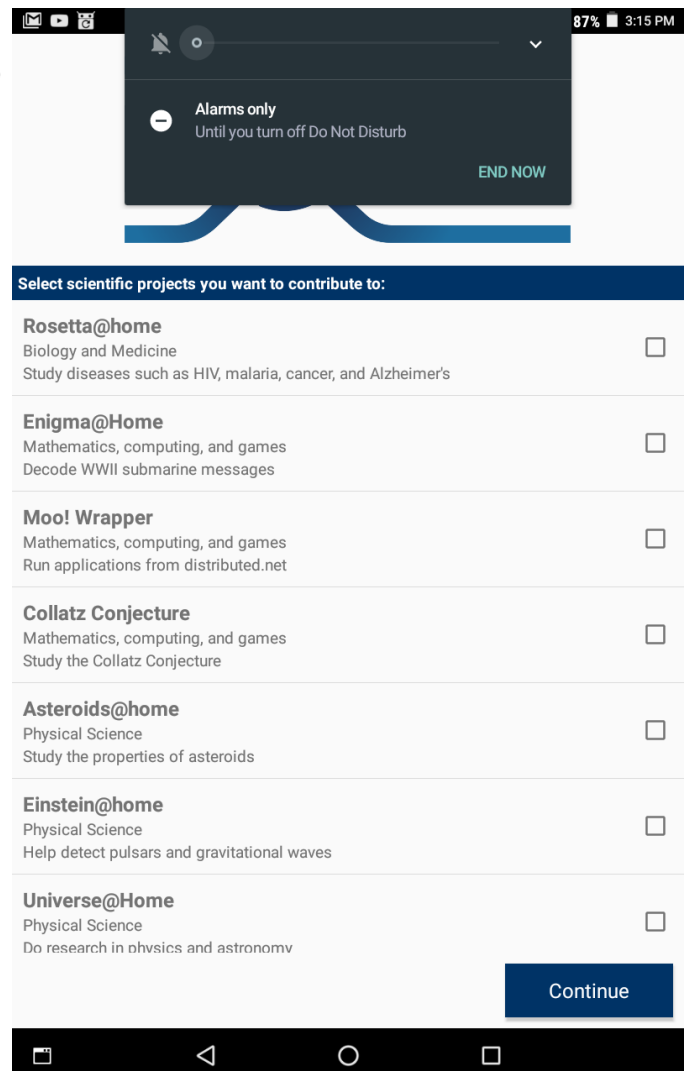 87% 3:15 PM
Alarms only
Until you turn off Do Not Disturb
END NOW
Select scientific projects you want to contribute to:
Rosetta@home
Biology and Medicine
Study diseases such as HIV, malaria, cancer, and Alzheimer's
Enigma@Home
Mathematics, computing, and games
Decode WWII submarine messages
Moo! Wrapper
Mathematics, computing, and games
Run applications from distributed.net
Collatz Conjecture
Mathematics, computing, and games
Study the Collatz Conjecture
Asteroids@home
Physical Science
Study the properties of asteroids
Einstein@home
Physical Science
Help detect pulsars and gravitational waves
Universe@Home
Physical Science
Do research in physics and astronomy
Continue